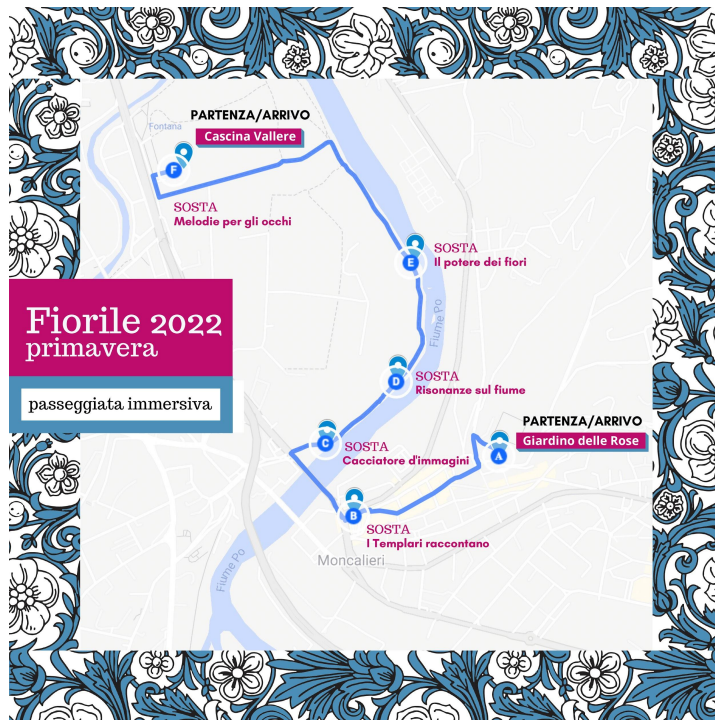 PARTENZA/ARRIVO
Cascina Vallere
Fontana
F
SOSTA
Melodie per gli occhi
SOSTA
Il potere dei fiori
E
Fiume Po
Fiorile 2022
primavera
passeggiata immersiva
D
SOSTA
Risonanze sul fiume
PARTENZA/ARRIVO
Giardino delle Rose
A
C
SOSTA
Cacciatore d'immagini
B
SOSTA
I Templari raccontano
Moncalieri
Fiume Po